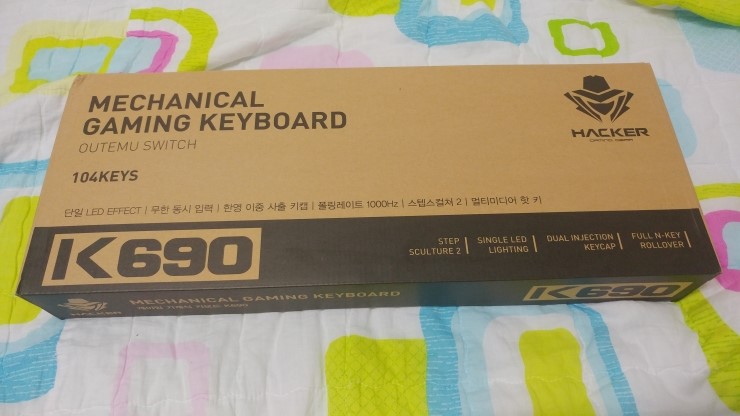 MECHANICAL
GAMING KEYBOARD
OUTEMU SWITCH
104KEYS
HACKER
단일 LED EFFECT | 무한 동시 입력 | 한영 이중 사출 키캡 | 폴링레이트 1000Hz | 스텝스컬쳐 2 | 멀티미디어 핫 키
K690
STEP
SCULTURE 2 |
SINGLE LED
LIGHTING |
DUAL INJECTION
KEYCAP |
FULL N-KEY
ROLLOVER |
HACKER
MECHANICAL GAMING KEYBOARD
K690